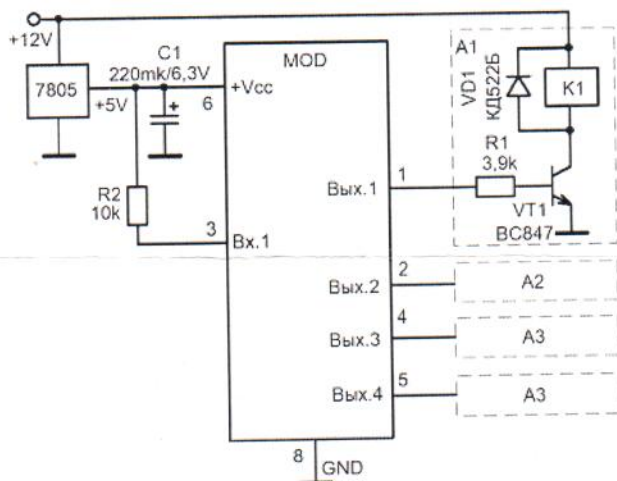 +12V
7805
+5V
C1
220mk/6,3V
+
6
+Vcc
MOD
R2
10k
3
Вх.1
Вых.1
1
A1
VD1
КД522Б
K1
R1
3,9k
VT1
BC847
Вых.2
2
A2
Вых.3
4
A3
Вых.4
5
A3
8
GND